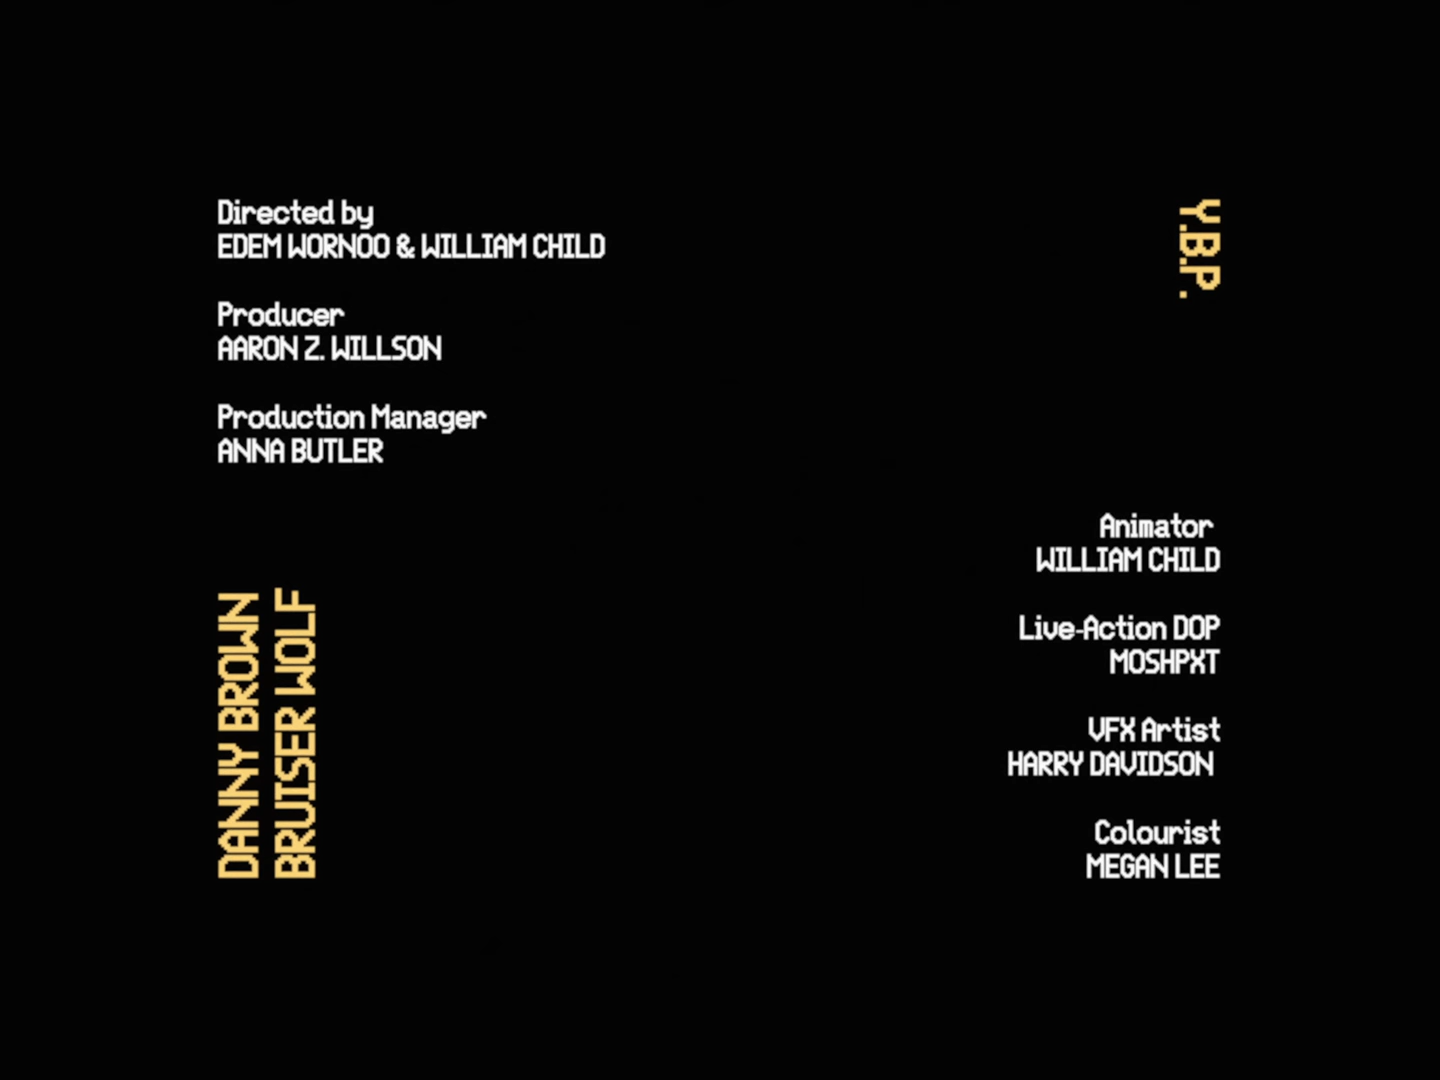 Directed by
EDEM WORNOO & WILLIAM CHILD
Producer
AARON Z. WILLSON
Production Manager
ANNA BUTLER
Y.B.P.
DANNY BROWN
BRUISER WOLF
Animator
WILLIAM CHILD
Live-Action DOP
MOSHPXT
VFX Artist
HARRY DAVIDSON
Colourist
MEGAN LEE